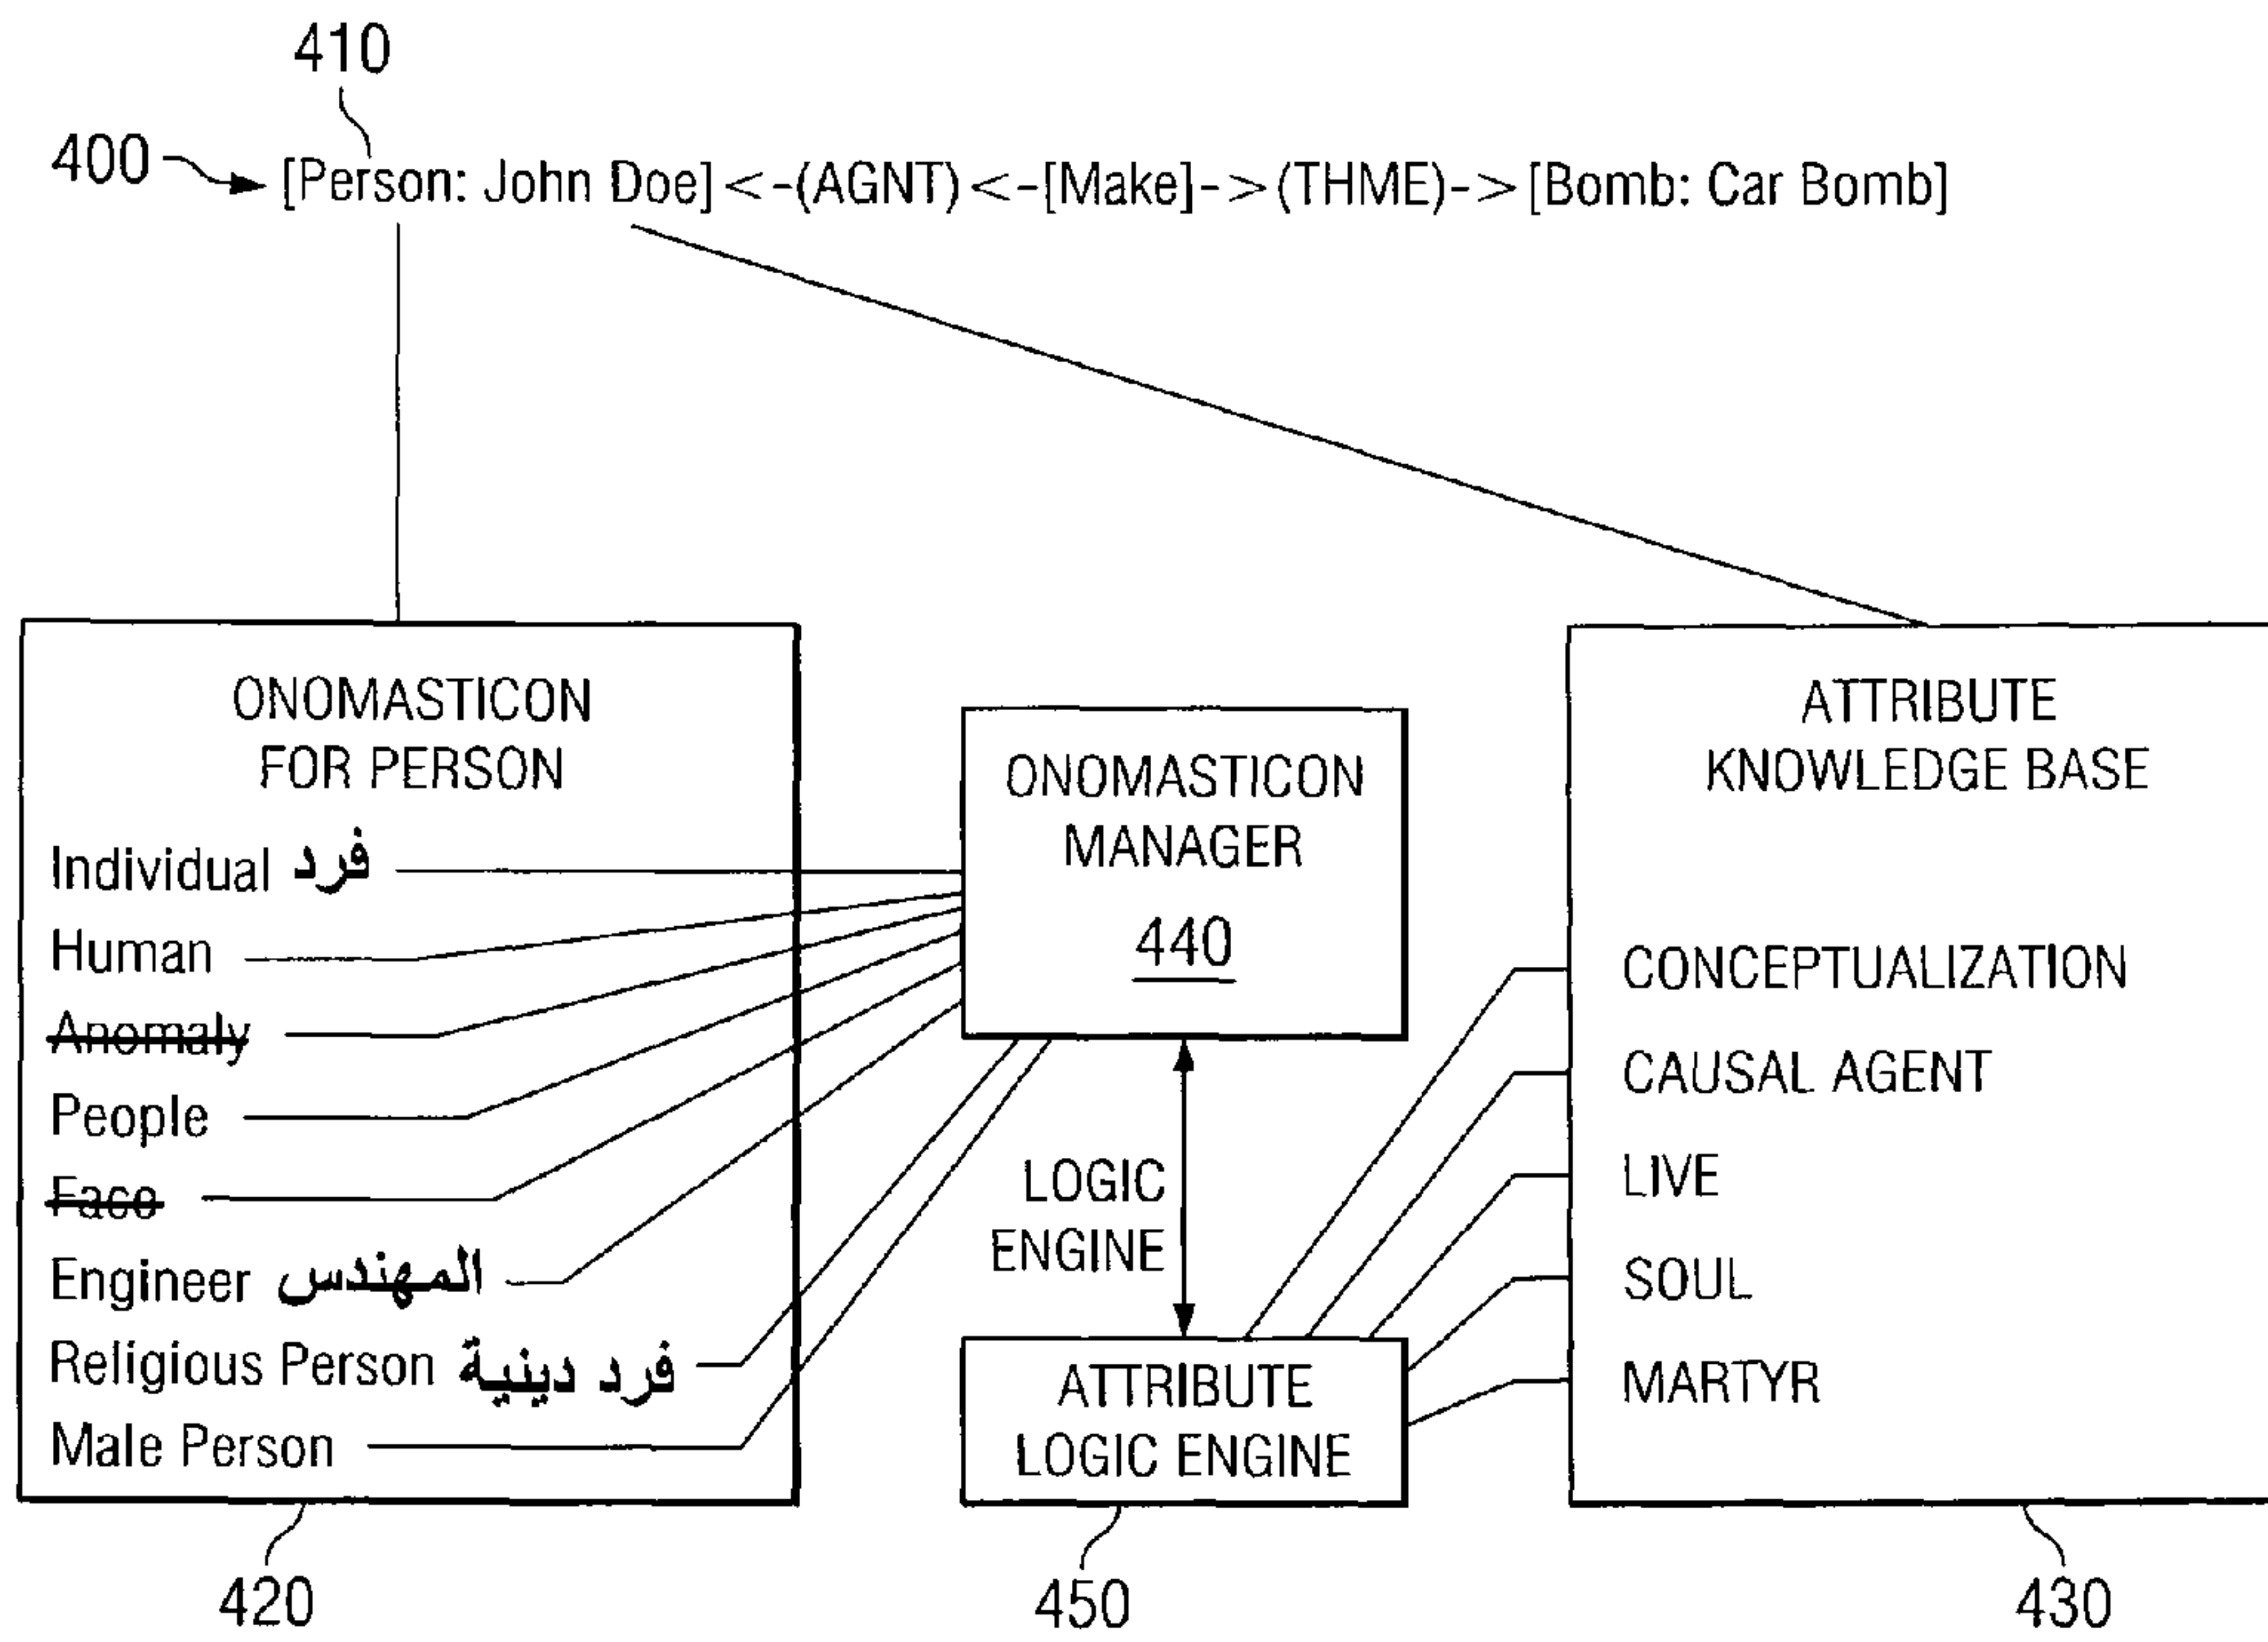 410
400 [Person: John Doe]<-(AGNT)<-[Make]->(THME)->[Bomb: Car Bomb]
ONOMASTICON
FOR PERSON
Individual فرد
Human
Anomaly
People
Face
Engineer المهندس
Religious Person فرد دينية
Male Person
420
ONOMASTICON
MANAGER
440
LOGIC
ENGINE
ATTRIBUTE
LOGIC ENGINE
450
ATTRIBUTE
KNOWLEDGE BASE
CONCEPTUALIZATION
CAUSAL AGENT
LIVE
SOUL
MARTYR
430